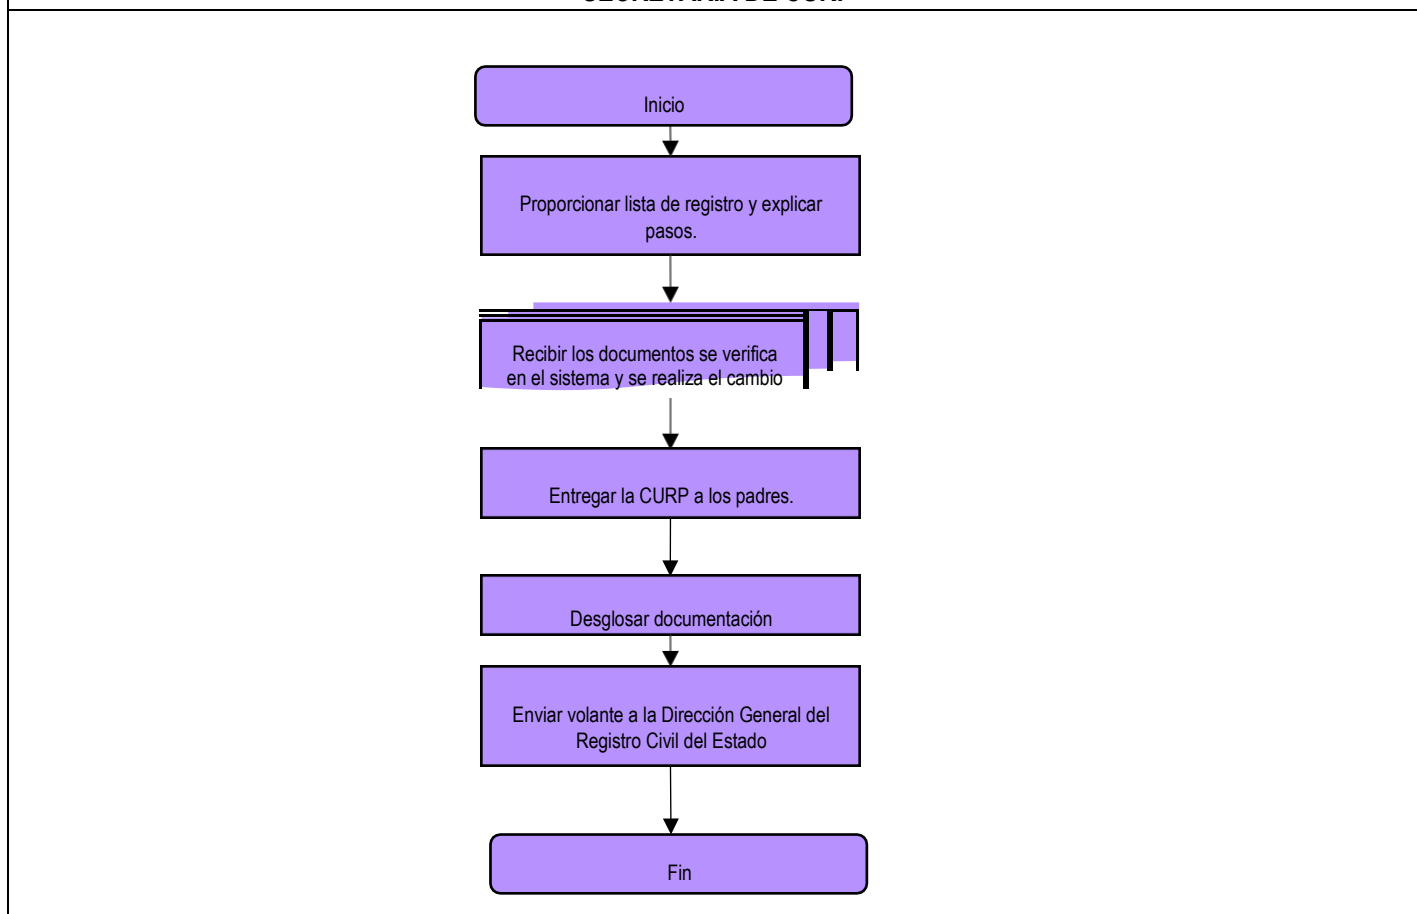 Inicio
Proporcionar lista de registro y explicar
pasos.
Recibir los documentos se verifica
en el sistema y se realiza el cambio
Entregar la CURP a los padres.
Desglosar documentación
Enviar volante a la Dirección General del
Registro Civil del Estado
Fin